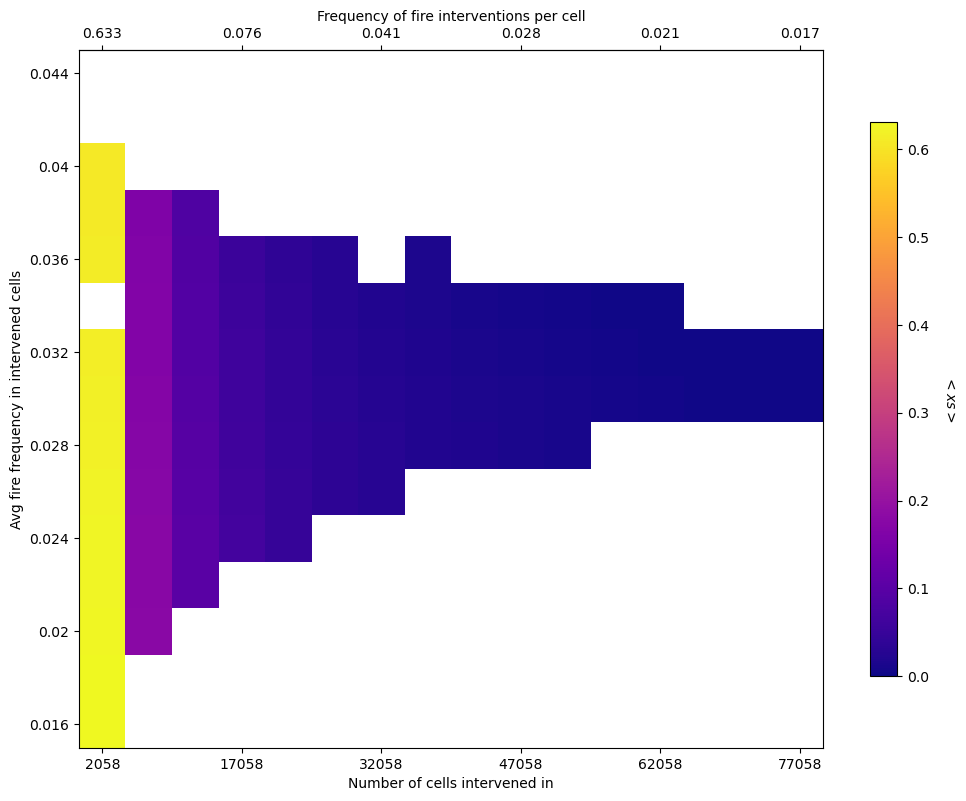 Frequency of fire interventions per cell
0.633 0.076 0.041 0.028 0.021 0.017
0.044
0.04
0.036
0.032
0.028
0.024
0.02
0.016
Avg fire frequency in intervened cells
2058 17058 32058 47058 62058 77058
Number of cells intervened in
0.6
0.5
0.4
0.3
0.2
0.1
0.0
<xs>